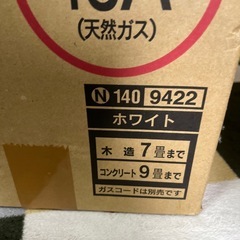 (天然ガス)
N 140 9422
ホワイト
木造 7畳まで
コンクリート 9畳まで
ガスコードは別売です